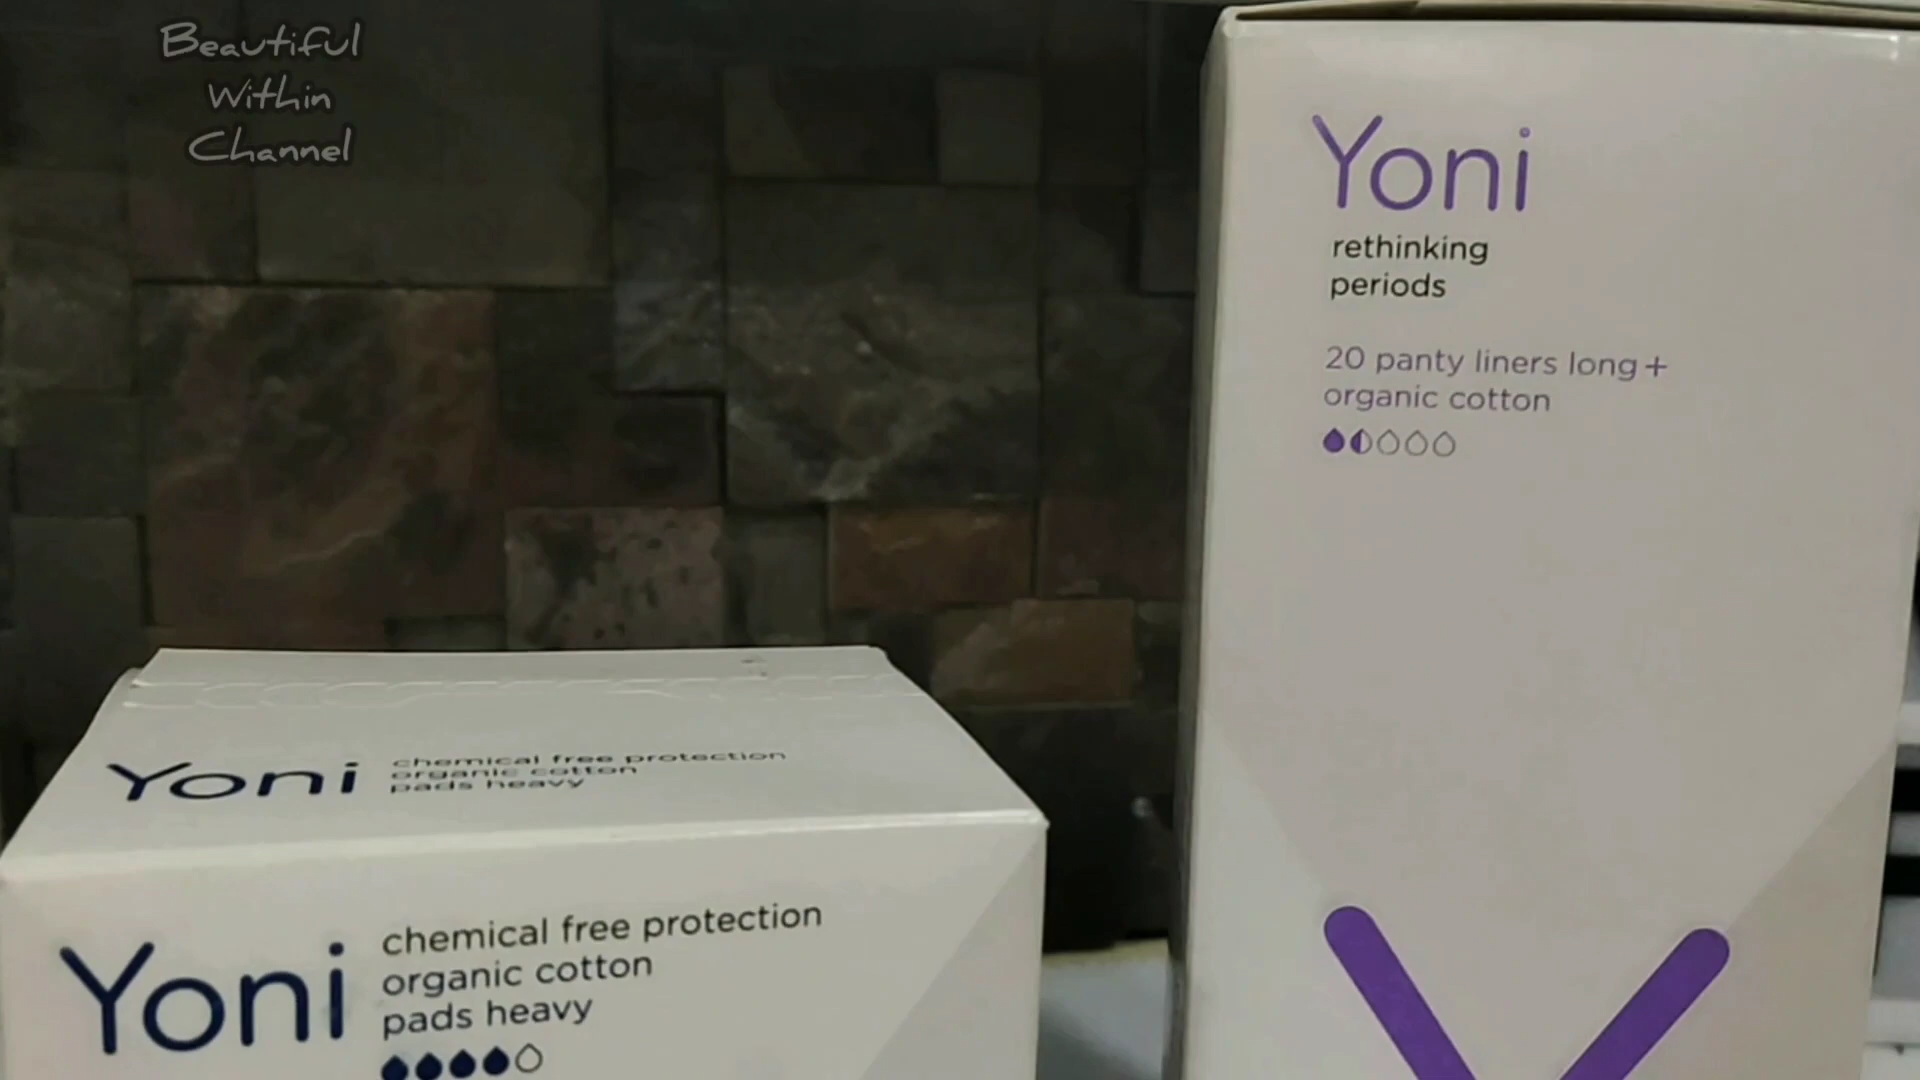 Beautiful
Within
Channel
Yoni
rethinking
periods
20 panty liners long+
organic cotton
Yoni
chemical free protection
organic cotton
pads heavy
Yoni
chemical free protection
organic cotton
pads heavy